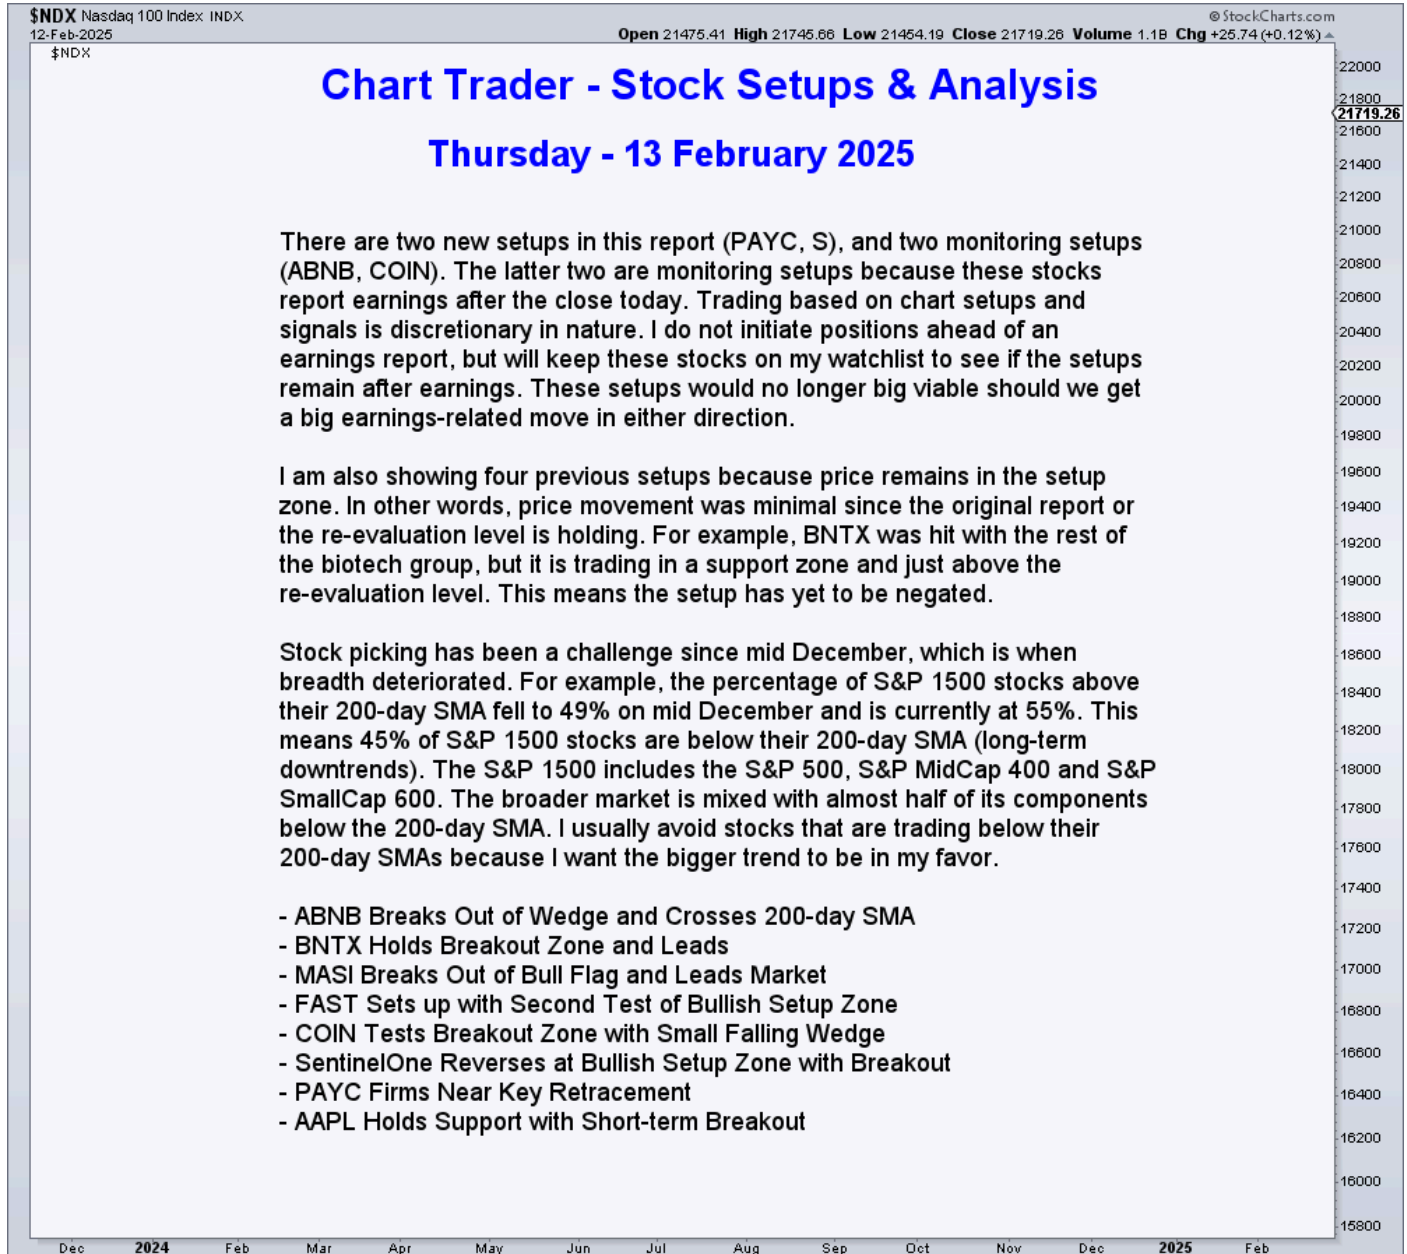 $NDX Nasdaq 100 Index INDX
© StockCharts.com
12-Feb-2025
Open 21475.41 High 21745.66 Low 21454.19 Close 21719.26 Volume 1.1B Chg +25.74 (+0.12%)
$NDX
Chart Trader - Stock Setups & Analysis
Thursday - 13 February 2025
There are two new setups in this report (PAYC, S), and two monitoring setups
(ABNB, COIN). The latter two are monitoring setups because these stocks
report earnings after the close today. Trading based on chart setups and
signals is discretionary in nature. I do not initiate positions ahead of an
earnings report, but will keep these stocks on my watchlist to see if the setups
remain after earnings. These setups would no longer big viable should we get
a big earnings-related move in either direction.
I am also showing four previous setups because price remains in the setup
zone. In other words, price movement was minimal since the original report or
the re-evaluation level is holding. For example, BNTX was hit with the rest of
the biotech group, but it is trading in a support zone and just above the
re-evaluation level. This means the setup has yet to be negated.
Stock picking has been a challenge since mid December, which is when
breadth deteriorated. For example, the percentage of S&P 1500 stocks above
their 200-day SMA fell to 49% on mid December and is currently at 55%. This
means 45% of S&P 1500 stocks are below their 200-day SMA (long-term
downtrends). The S&P 1500 includes the S&P 500, S&P MidCap 400 and S&P
SmallCap 600. The broader market is mixed with almost half of its components
below the 200-day SMA. I usually avoid stocks that are trading below their
200-day SMAs because I want the bigger trend to be in my favor.
- ABNB Breaks Out of Wedge and Crosses 200-day SMA
- BNTX Holds Breakout Zone and Leads
- MASI Breaks Out of Bull Flag and Leads Market
- FAST Sets up with Second Test of Bullish Setup Zone
- COIN Tests Breakout Zone with Small Falling Wedge
- SentinelOne Reverses at Bullish Setup Zone with Breakout
- PAYC Firms Near Key Retracement
- AAPL Holds Support with Short-term Breakout
22000
21800
21719.26
21600
21400
21200
21000
20800
20600
20400
20200
20000
19800
19600
19400
19200
19000
18800
18600
18400
18200
18000
17800
17600
17400
17200
17000
16800
16600
16400
16200
16000
15800
Dec 2024 Feb Mar Apr May Jun Jul Aug Sep Oct Nov Dec 2025 Feb